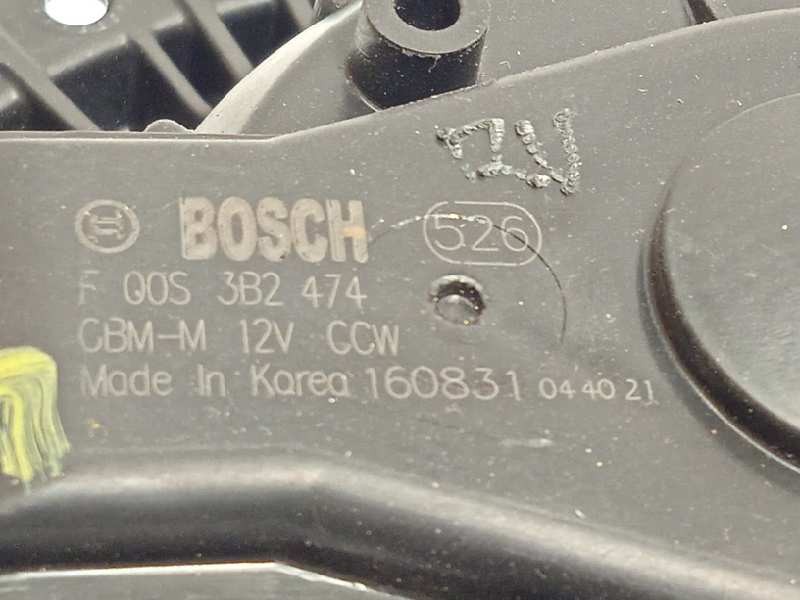 BOSCH 526
F 00S 3B2 474
CBM-M 12V CCW
Made In Korea 160831 044021